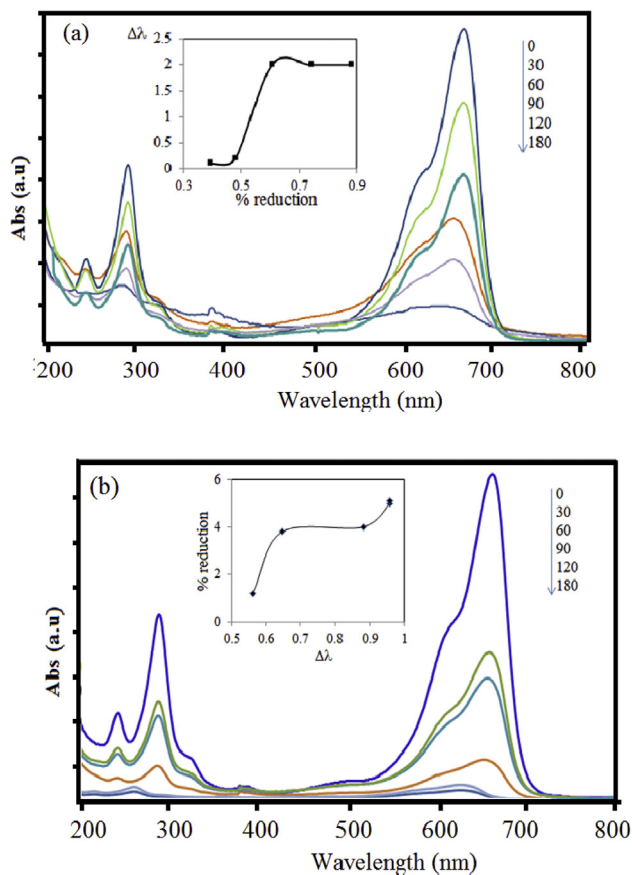 (a)
Δλ
2.5
2
1.5
1
0.5
0
0.3 0.5 0.7 0.9
% reduction
0
30
60
90
120
180
Abs (a.u)
200 300 400 500 600 700 800
Wavelength (nm)
(b)
% reduction
6
4
2
0
0.5 0.6 0.7 0.8 0.9 1
Δλ
0
30
60
90
120
180
Abs (a.u)
200 300 400 500 600 700 800
Wavelength (nm)